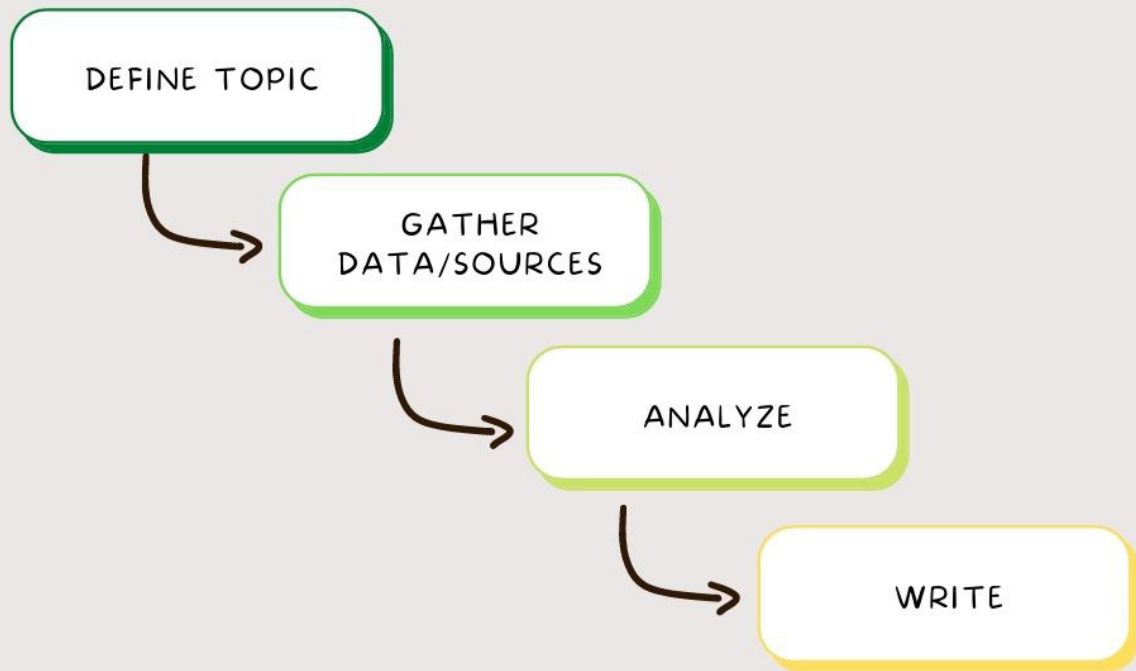 DEFINE TOPIC
GATHER
DATA/SOURCES
ANALYZE
WRITE